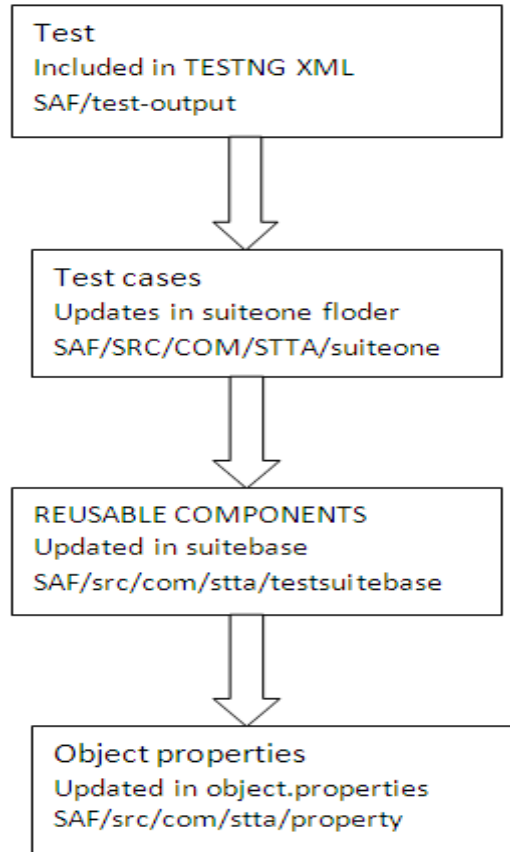 Test
Included in TESTNG XML
SAF/test-output
Test cases
Updates in suiteone floder
SAF/SRC/COM/STTA/suiteone
REUSABLE COMPONENTS
Updated in suitebase
SAF/src/com/stta/testsuitebase
Object properties
Updated in object.properties
SAF/src/com/stta/property